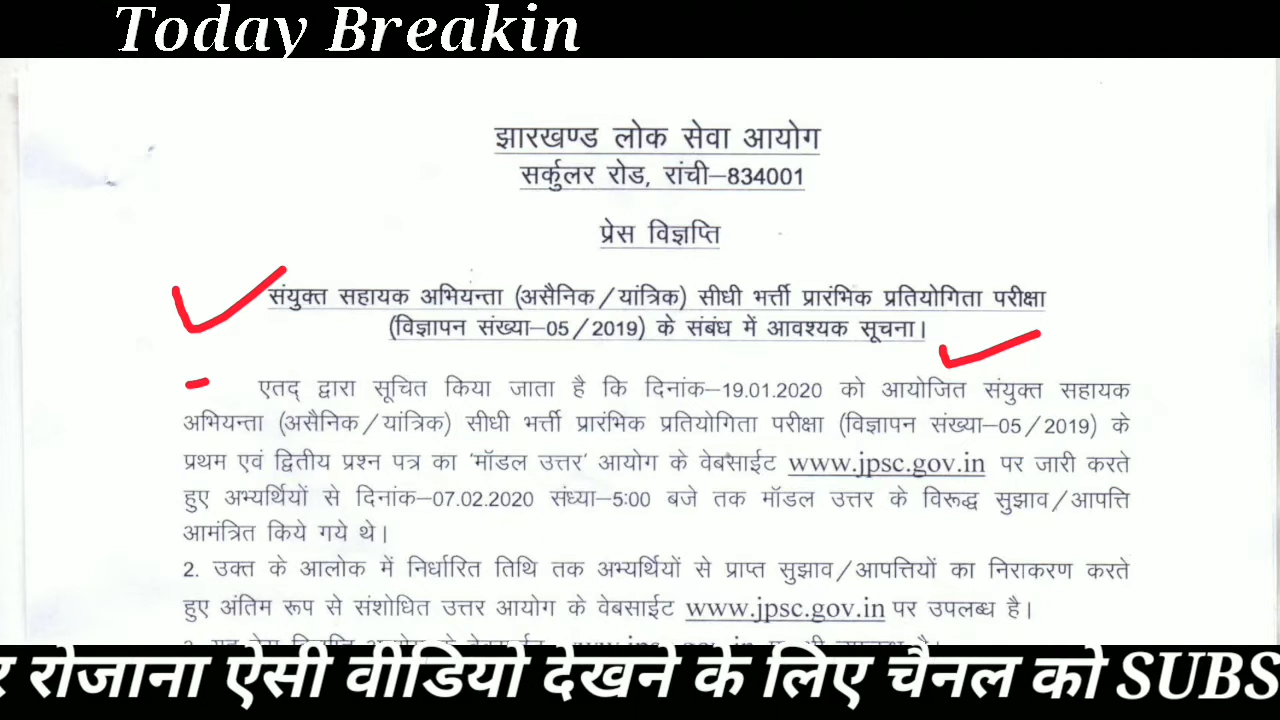 Today Breakin
झारखण्ड लोक सेवा आयोग
सर्कुलर रोड, रांची–834001
प्रेस विज्ञप्ति
संयुक्त सहायक अभियन्ता (असैनिक/यांत्रिक) सीधी भर्त्ती प्रारंभिक प्रतियोगिता परीक्षा
(विज्ञापन संख्या–05/2019) के संबंध में आवश्यक सूचना।
एतद् द्वारा सूचित किया जाता है कि दिनांक–19.01.2020 को आयोजित संयुक्त सहायक
अभियन्ता (असैनिक/यांत्रिक) सीधी भर्त्ती प्रारंभिक प्रतियोगिता परीक्षा (विज्ञापन संख्या–05/2019) के
प्रथम एवं द्वितीय प्रश्न पत्र का 'मॉडल उत्तर' आयोग के वेबसाईट www.jpsc.gov.in पर जारी करते
हुए अभ्यर्थियों से दिनांक–07.02.2020 संध्या–5:00 बजे तक मॉडल उत्तर के विरूद्ध सुझाव/आपत्ति
आमंत्रित किये गये थे।
2. उक्त के आलोक में निर्धारित तिथि तक अभ्यर्थियों से प्राप्त सुझाव/आपत्तियों का निराकरण करते
हुए अंतिम रूप से संशोधित उत्तर आयोग के वेबसाईट www.jpsc.gov.in पर उपलब्ध है।
र रोजाना ऐसी वीडियो देखने के लिए चैनल को SUBS